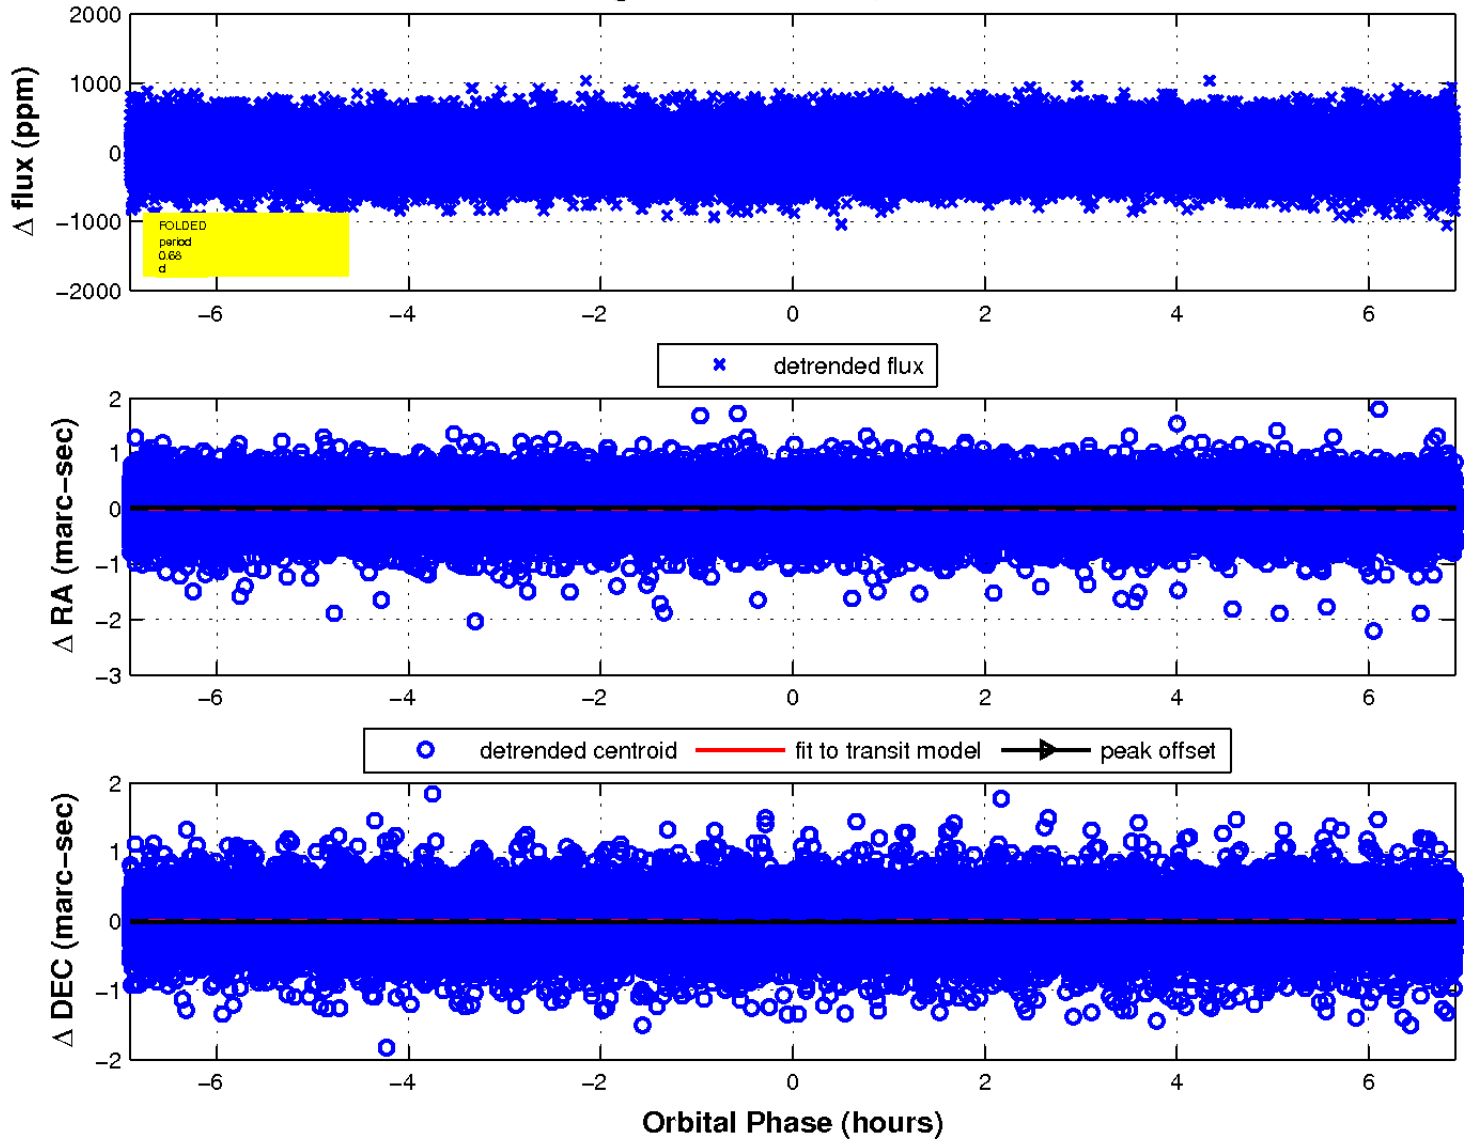 2000
1000
0
−1000
−2000
Δ flux (ppm)
FOLDED
period
0.68
d
−6 −4 −2 0 2 4 6
detrended flux
2
1
0
−1
−2
−3
Δ RA (marc−sec)
−6 −4 −2 0 2 4 6
detrended centroid fit to transit model peak offset
2
1
0
−1
−2
Δ DEC (marc−sec)
−6 −4 −2 0 2 4 6
Orbital Phase (hours)